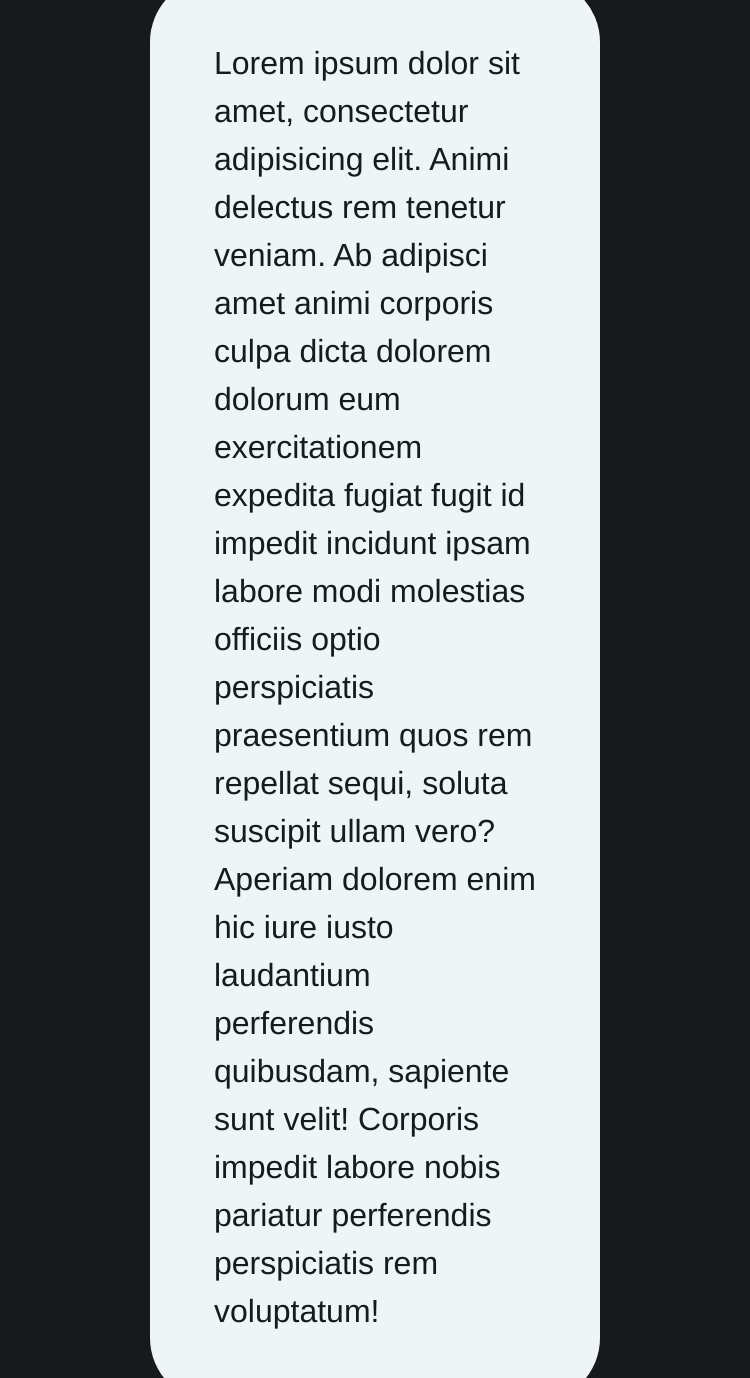 Lorem ipsum dolor sit
amet, consectetur
adipisicing elit. Animi
delectus rem tenetur
veniam. Ab adipisci
amet animi corporis
culpa dicta dolorem
dolorum eum
exercitationem
expedita fugiat fugit id
impedit incidunt ipsam
labore modi molestias
officiis optio
perspiciatis
praesentium quos rem
repellat sequi, soluta
suscipit ullam vero?
Aperiam dolorem enim
hic iure iusto
laudantium
perferendis
quibusdam, sapiente
sunt velit! Corporis
impedit labore nobis
pariatur perferendis
perspiciatis rem
voluptatum!